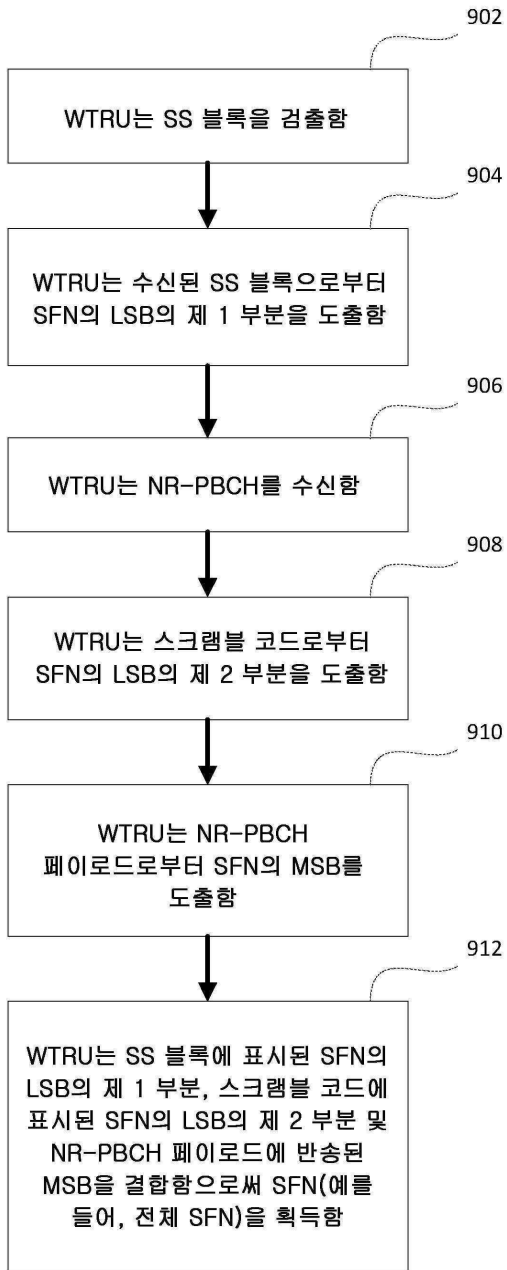 902
WTRU는 SS 블록을 검출함
904
WTRU는 수신된 SS 블록으로부터
SFN의 LSB의 제 1 부분을 도출함
906
WTRU는 NR-PBCH를 수신함
908
WTRU는 스크램블 코드로부터
SFN의 LSB의 제 2 부분을 도출함
910
WTRU는 NR-PBCH
페이로드로부터 SFN의 MSB를
도출함
912
WTRU는 SS 블록에 표시된 SFN의
LSB의 제 1 부분, 스크램블 코드에
표시된 SFN의 LSB의 제 2 부분 및
NR-PBCH 페이로드에 반송된
MSB을 결합함으로써 SFN(예를
들어, 전체 SFN)을 획득함